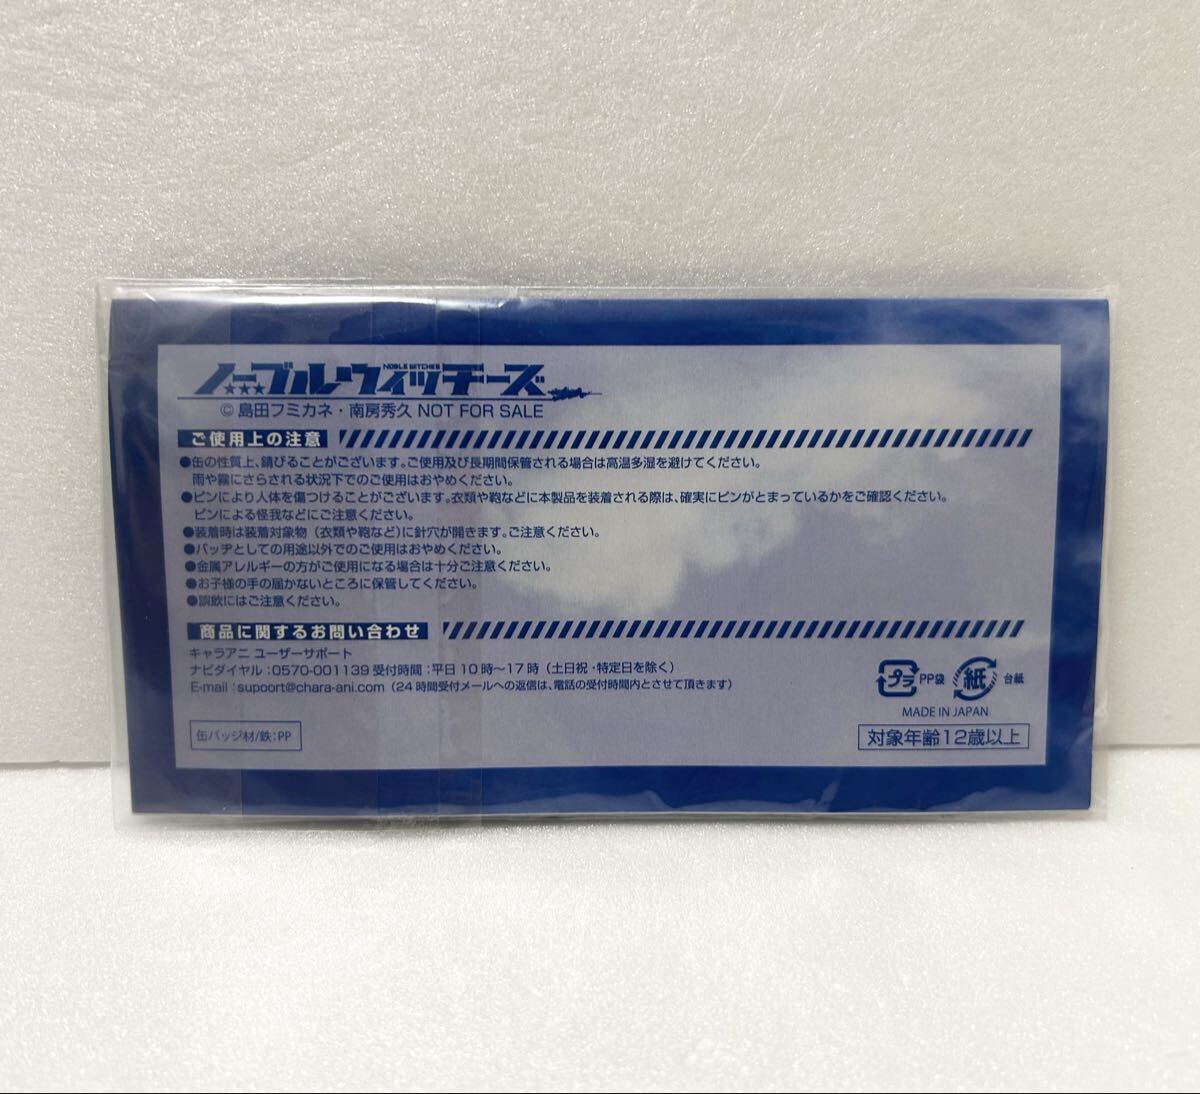 ノーブルウィッチーズ
NOBLE WITCHES
© 島田フミカネ・南房秀久 NOT FOR SALE
ご使用上の注意
●缶の性質上、錆びることがございます。ご使用及び長期間保管される場合は高温多湿を避けてください。
雨や霧にさらされる状況下でのご使用はおやめください。
●ピンにより人体を傷つけることがございます。衣類や鞄などに本製品を装着される際は、確実にピンがとまっているかをご確認ください。
ピンによる怪我などにご注意ください。
●装着時は装着対象物（衣類や鞄など）に針穴が開きます。ご注意ください。
●バッヂとしての用途以外でのご使用はおやめください。
●金属アレルギーの方がご使用になる場合は十分ご注意ください。
●お子様の手の届かないところに保管してください。
●誤飲にはご注意ください。
商品に関するお問い合わせ
キャラアニ ユーザーサポート
ナビダイヤル：0570-001139 受付時間：平日10時〜17時（土日祝・特定日を除く）
E-mail：supoort@chara-ani.com（24時間受付メールへの返信は、電話の受付時間内とさせて頂きます）
プラ PP袋 紙 台紙
MADE IN JAPAN
缶バッジ材/鉄：PP
対象年齢12歳以上